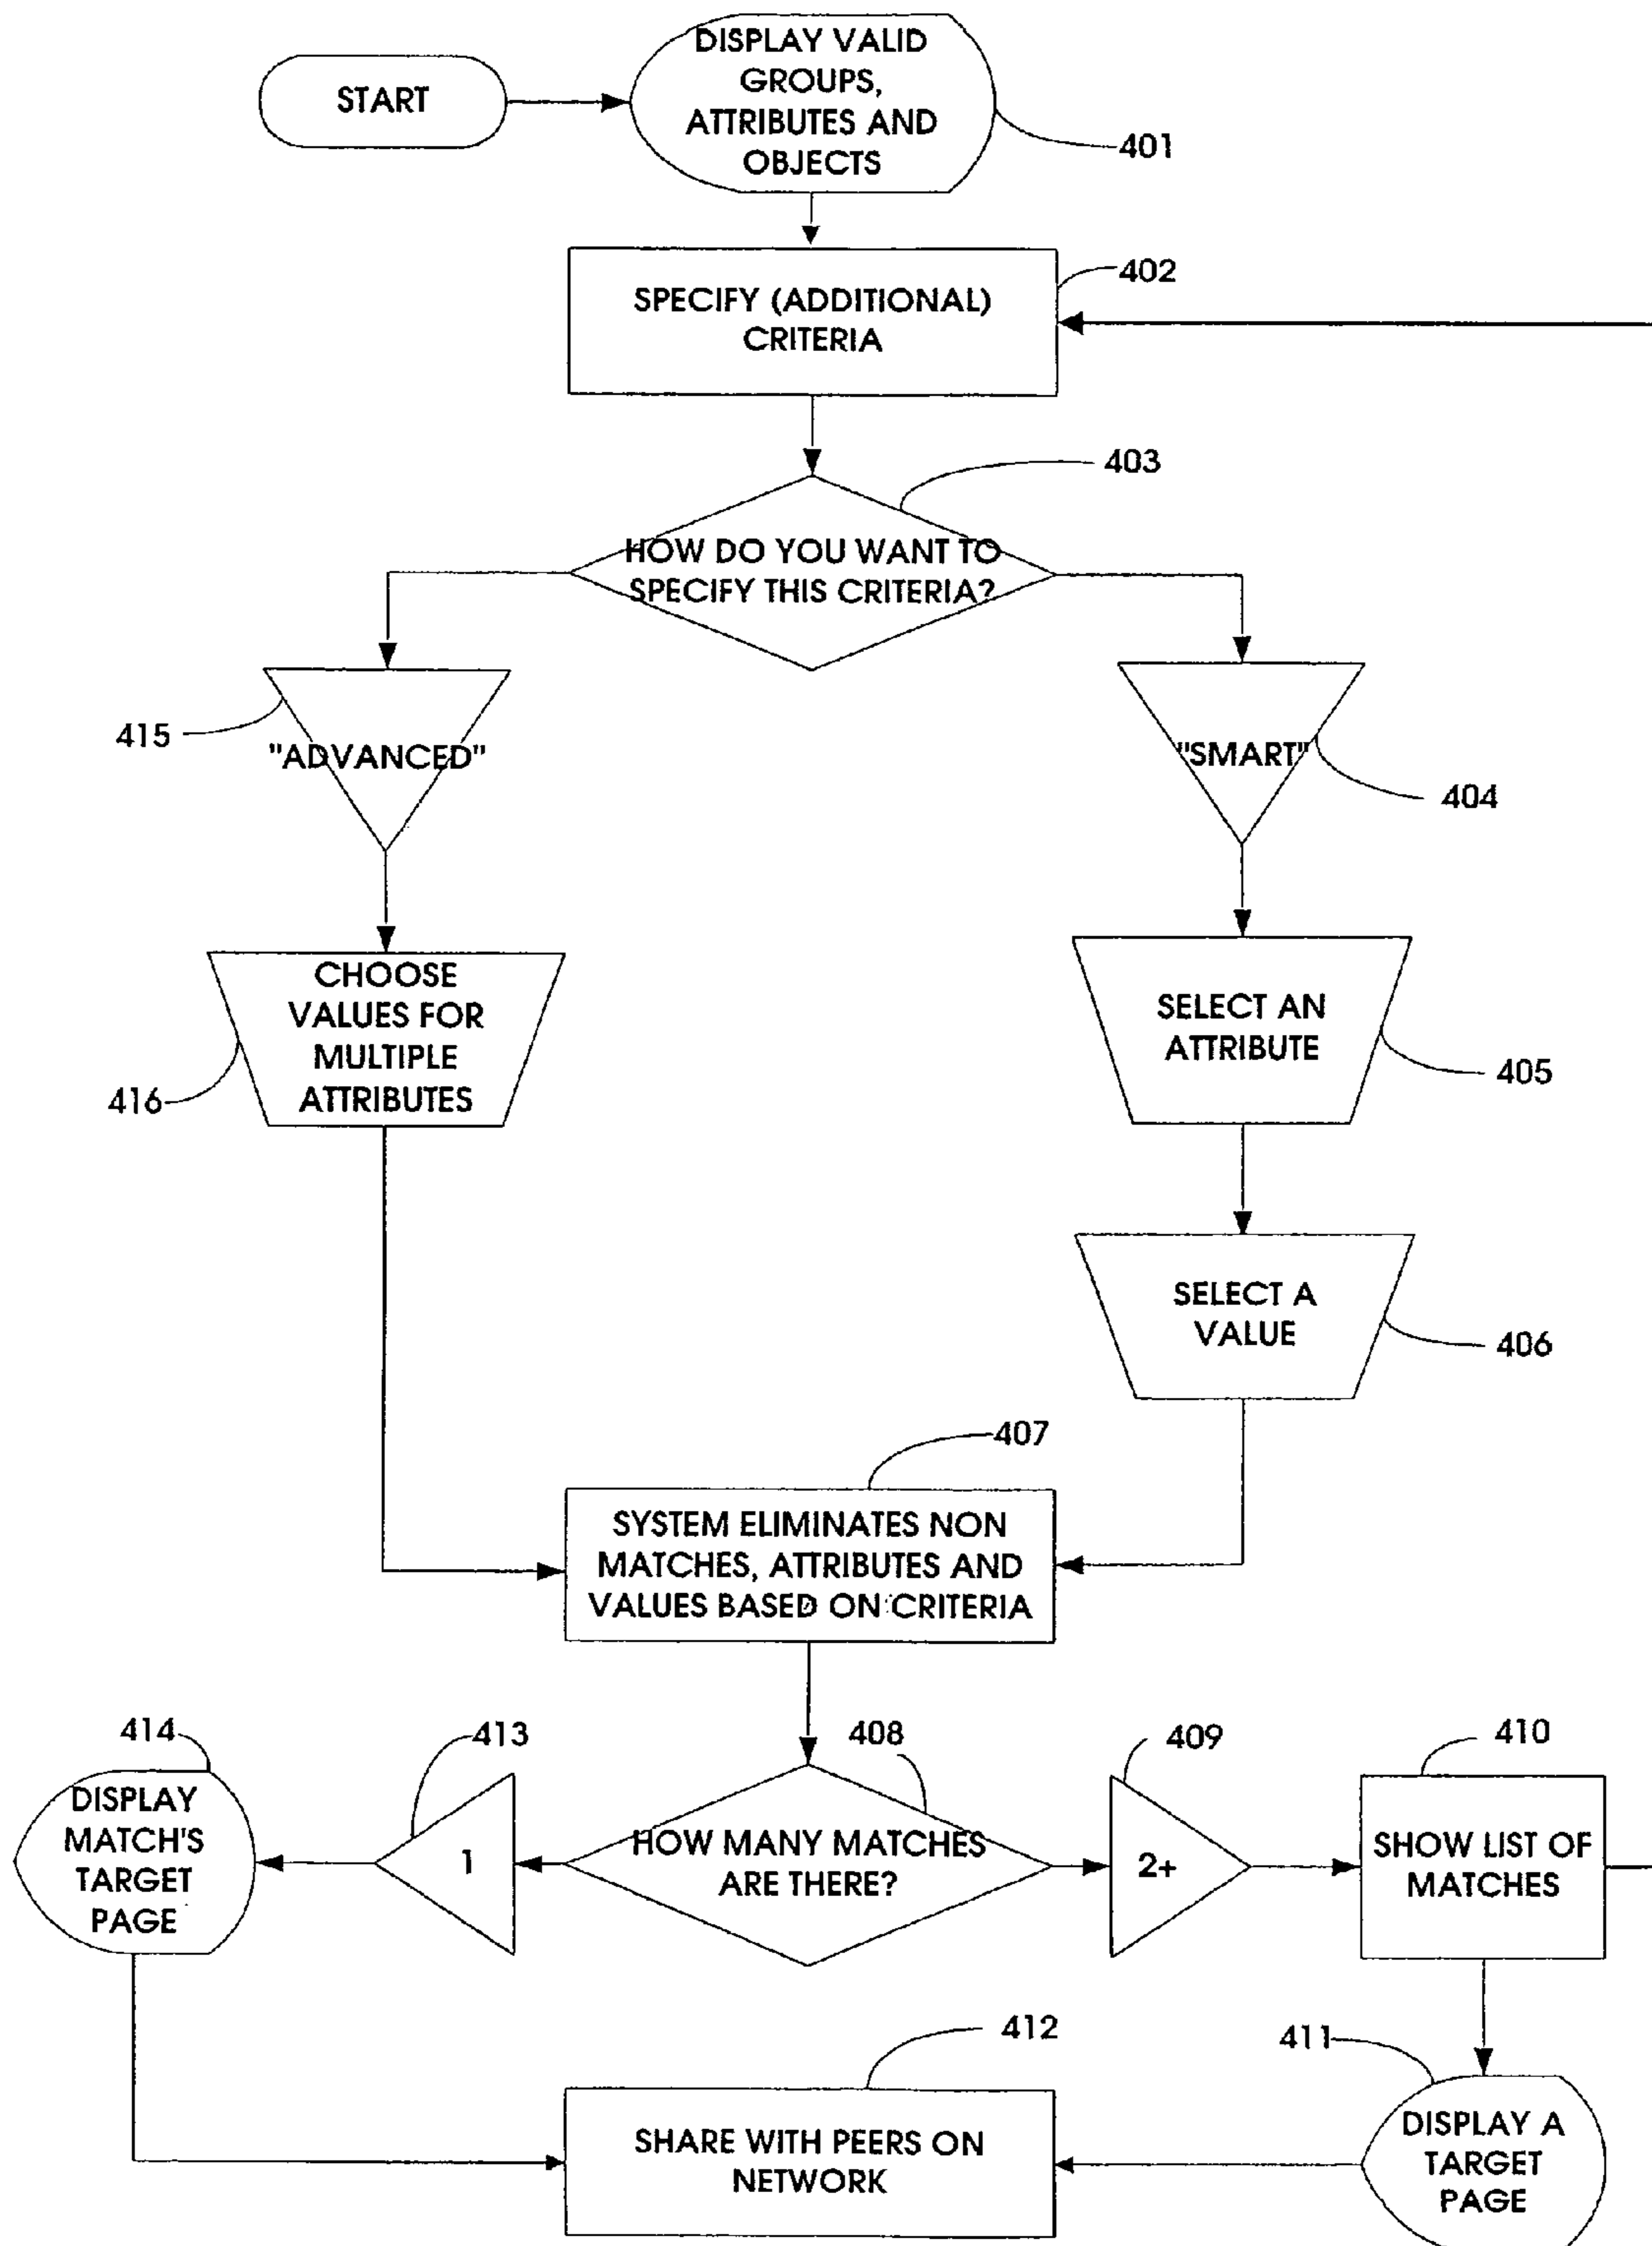 START
DISPLAY VALID
GROUPS,
ATTRIBUTES AND
OBJECTS
401
402
SPECIFY (ADDITIONAL)
CRITERIA
403
HOW DO YOU WANT TO
SPECIFY THIS CRITERIA?
415
"ADVANCED"
"SMART"
404
CHOOSE
VALUES FOR
MULTIPLE
ATTRIBUTES
416
SELECT AN
ATTRIBUTE
405
SELECT A
VALUE
406
407
SYSTEM ELIMINATES NON
MATCHES, ATTRIBUTES AND
VALUES BASED ON CRITERIA
414
413
408
409
410
DISPLAY
MATCH'S
TARGET
PAGE
1
HOW MANY MATCHES
ARE THERE?
2+
SHOW LIST OF
MATCHES
412
411
SHARE WITH PEERS ON
NETWORK
DISPLAY A
TARGET
PAGE